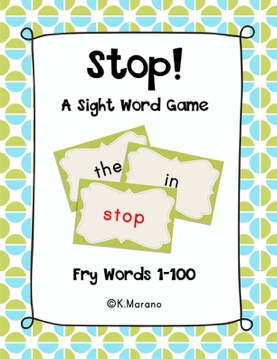 Stop!
A Sight Word Game
the
in
stop
Fry Words 1-100
©K.Marano